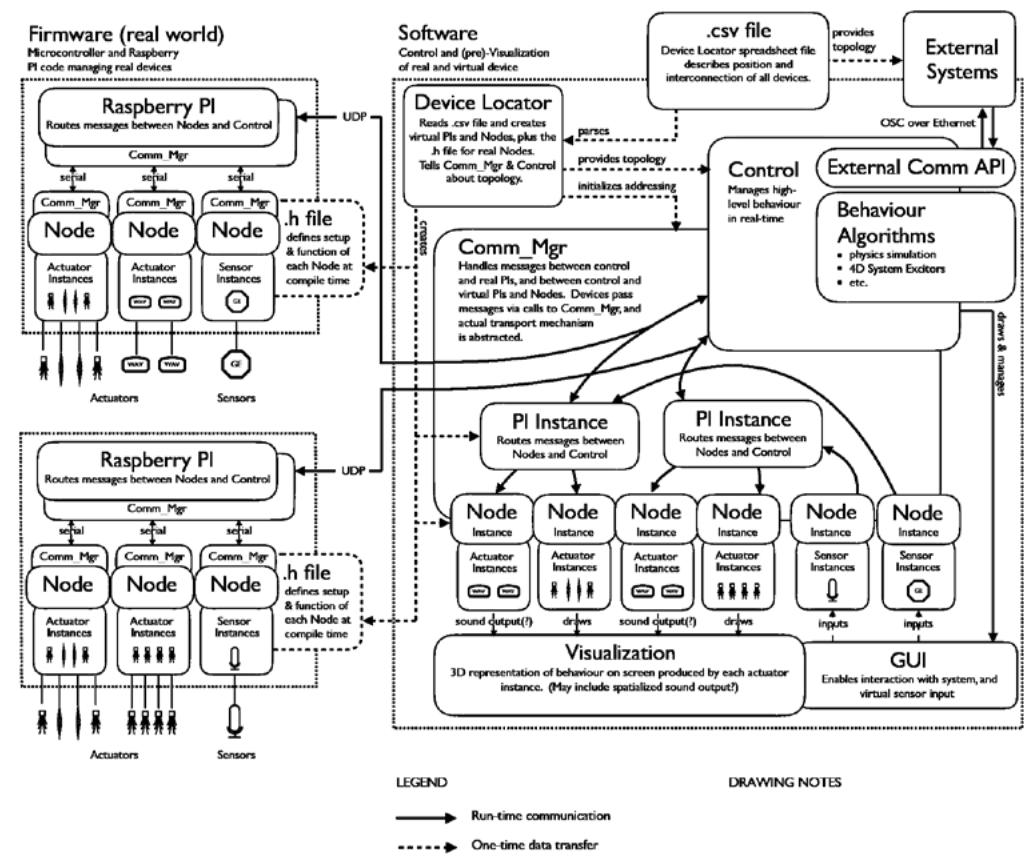 Firmware (real world)
Microcontroller and Raspberry
PI code managing real devices
Raspberry PI
Routes messages between Nodes and Control
Comm_Mgr
serial
serial
serial
Comm_Mgr
Comm_Mgr
Comm_Mgr
Node
Node
Node
Actuator
Instances
Actuator
Instances
Sensor
Instances
WAV
WAV
GE
WAV
WAV
GE
.h file
defines setup
& function of
each Node at
compile time
Actuators
Sensors
UDP
Raspberry PI
Routes messages between Nodes and Control
Comm_Mgr
serial
serial
serial
Comm_Mgr
Comm_Mgr
Comm_Mgr
Node
Node
Node
Actuator
Instances
Actuator
Instances
Sensor
Instances
.h file
defines setup
& function of
each Node at
compile time
Actuators
Sensors
UDP
Software
Control and (pre)-Visualization
of real and virtual device
.csv file
Device Locator spreadsheet file
describes position and
interconnection of all devices.
provides
topology
External
Systems
OSC over Ethernet
Device Locator
Reads .csv file and creates
virtual PIs and Nodes, plus the
.h file for real Nodes.
Tells Comm_Mgr & Control
about topology.
parses
provides topology
initializes addressing
creates
Control
Manages high-
level behaviour
in real-time
External Comm API
Behaviour
Algorithms
• physics simulation
• 4D System Excitors
• etc.
draws & manages
Comm_Mgr
Handles messages between control
and real PIs, and between control and
virtual PIs and Nodes. Devices pass
messages via calls to Comm_Mgr, and
actual transport mechanism
is abstracted.
PI Instance
Routes messages between
Nodes and Control
PI Instance
Routes messages between
Nodes and Control
Node
Instance
Node
Instance
Node
Instance
Node
Instance
Node
Instance
Node
Instance
Actuator
Instances
Actuator
Instances
Actuator
Instances
Actuator
Instances
Sensor
Instances
Sensor
Instances
WAV
WAV
WAV
WAV
GE
sound output(?)
draws
sound output(?)
draws
inputs
inputs
Visualization
3D representation of behaviour on screen produced by each actuator
instance. (May include spatialized sound output?)
GUI
Enables interaction with system, and
virtual sensor input
LEGEND
DRAWING NOTES
Run-time communication
One-time data transfer